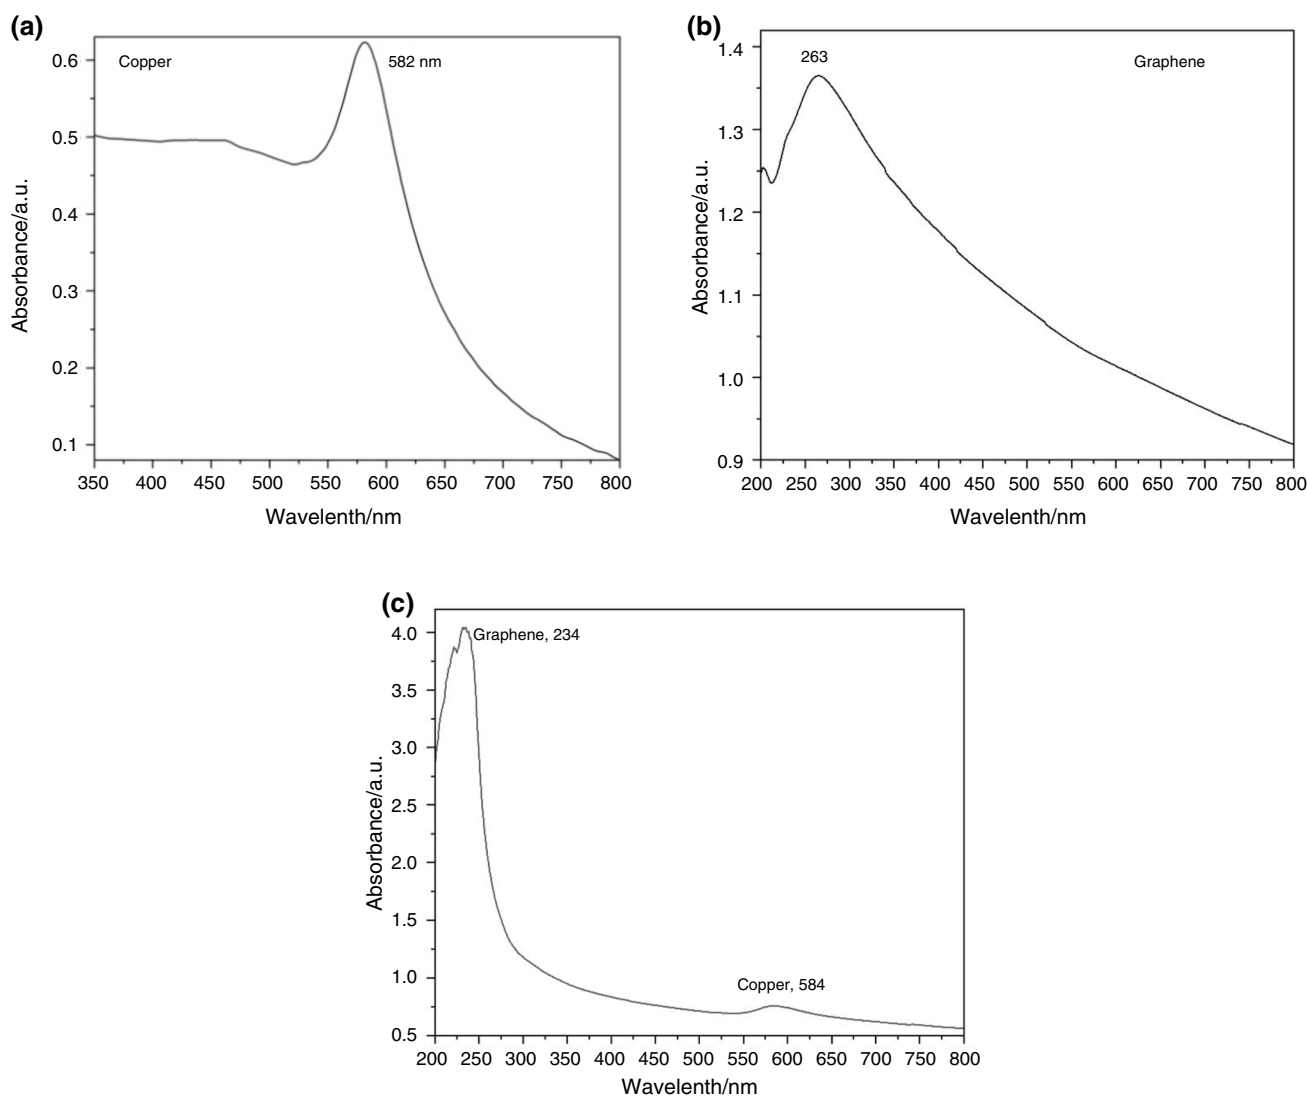 (a)
Copper
582 nm
0.6
0.5
0.4
0.3
0.2
0.1
Absorbance/a.u.
350 400 450 500 550 600 650 700 750 800
Wavelenth/nm
(b)
263
Graphene
1.4
1.3
1.2
1.1
1.0
0.9
Absorbance/a.u.
200 250 300 350 400 450 500 550 600 650 700 750 800
Wavelenth/nm
(c)
Graphene, 234
Copper, 584
4.0
3.5
3.0
2.5
2.0
1.5
1.0
0.5
Absorbance/a.u.
200 250 300 350 400 450 500 550 600 650 700 750 800
Wavelenth/nm